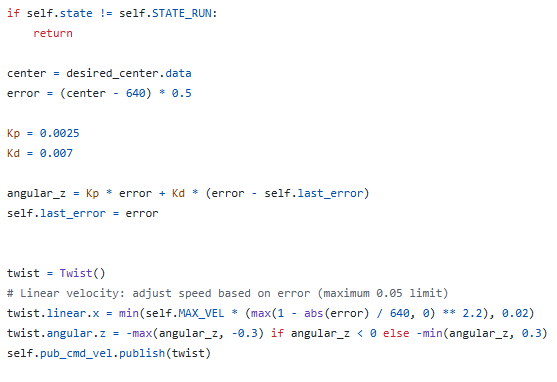 if self.state != self.STATE_RUN:
    return
center = desired_center.data
error = (center - 640) * 0.5
Kp = 0.0025
Kd = 0.007
angular_z = Kp * error + Kd * (error - self.last_error)
self.last_error = error
twist = Twist()
# Linear velocity: adjust speed based on error (maximum 0.05 limit)
twist.linear.x = min(self.MAX_VEL * (max(1 - abs(error) / 640, 0) ** 2.2), 0.02)
twist.angular.z = -max(angular_z, -0.3) if angular_z < 0 else -min(angular_z, 0.3)
self.pub_cmd_vel.publish(twist)